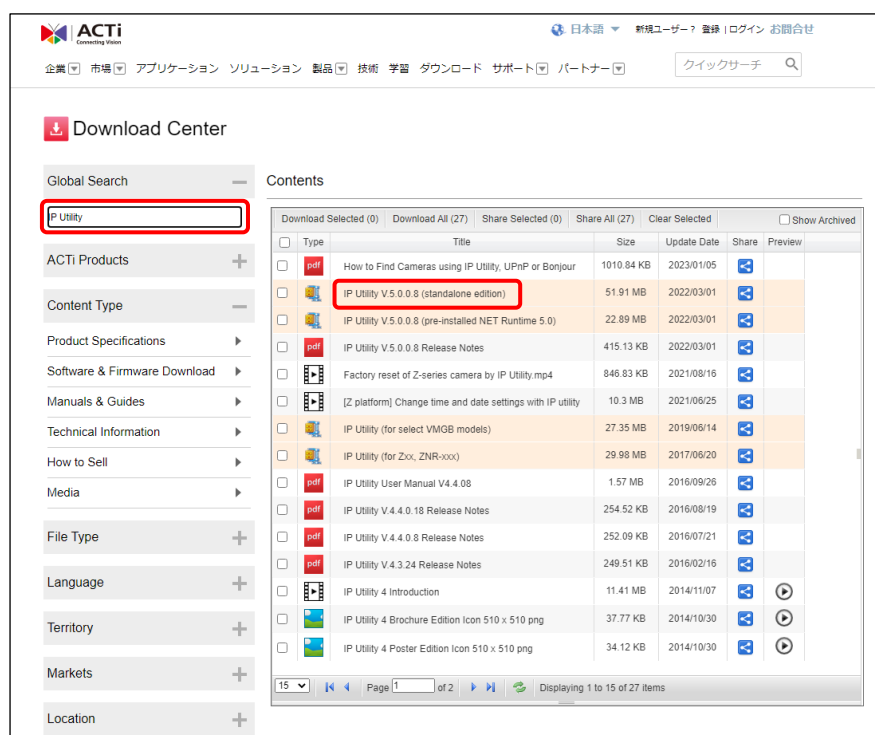 ACTi
Connecting Vision
日本語 新規ユーザー？ 登録 | ログイン お問合せ
企業 市場 アプリケーション ソリューション 製品 技術 学習 ダウンロード サポート パートナー
クイックサーチ
Download Center
Global Search
IP Utility
ACTi Products
Content Type
Product Specifications
Software & Firmware Download
Manuals & Guides
Technical Information
How to Sell
Media
File Type
Language
Territory
Markets
Location
Contents
Download Selected (0) Download All (27) Share Selected (0) Share All (27) Clear Selected Show Archived
Type Title Size Update Date Share Preview
pdf How to Find Cameras using IP Utility, UPnP or Bonjour 1010.84 KB 2023/01/05
IP Utility V.5.0.0.8 (standalone edition) 51.91 MB 2022/03/01
IP Utility V.5.0.0.8 (pre-installed NET Runtime 5.0) 22.89 MB 2022/03/01
pdf IP Utility V.5.0.0.8 Release Notes 415.13 KB 2022/03/01
Factory reset of Z-series camera by IP Utility.mp4 846.83 KB 2021/08/16
[Z platform] Change time and date settings with IP utility 10.3 MB 2021/06/25
IP Utility (for select VMGB models) 27.35 MB 2019/06/14
IP Utility (for Zxx, ZNR-xxx) 29.98 MB 2017/06/20
pdf IP Utility User Manual V4.4.08 1.57 MB 2016/09/26
pdf IP Utility V.4.4.0.18 Release Notes 254.52 KB 2016/08/19
pdf IP Utility V.4.4.0.8 Release Notes 252.09 KB 2016/07/21
pdf IP Utility V.4.3.24 Release Notes 249.51 KB 2016/02/16
IP Utility 4 Introduction 11.41 MB 2014/11/07
IP Utility 4 Brochure Edition Icon 510 x 510 png 37.77 KB 2014/10/30
IP Utility 4 Poster Edition Icon 510 x 510 png 34.12 KB 2014/10/30
15 Page 1 of 2 Displaying 1 to 15 of 27 items